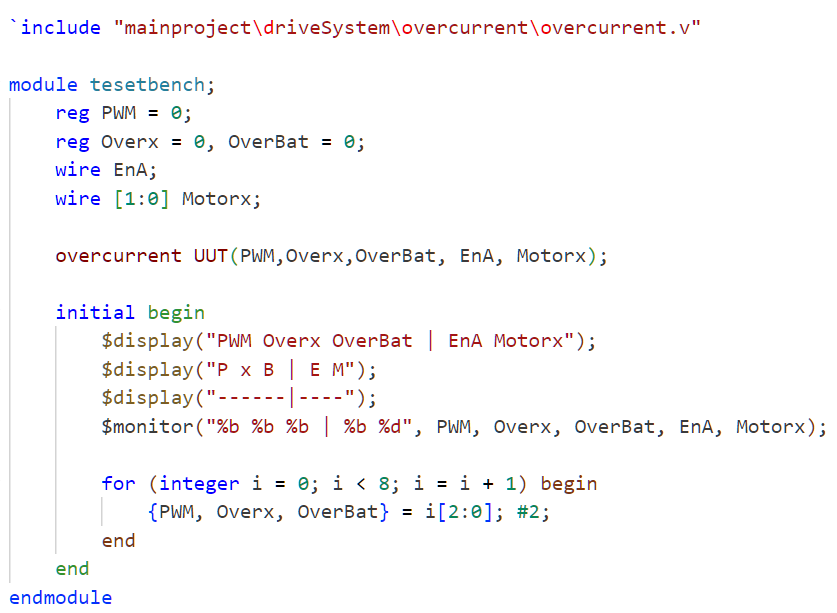 `include "mainproject\driveSystem\overcurrent\overcurrent.v"
module tesetbench;
reg PWM = 0;
reg Overx = 0, OverBat = 0;
wire EnA;
wire [1:0] Motorx;
overcurrent UUT(PWM,Overx,OverBat, EnA, Motorx);
initial begin
$display("PWM Overx OverBat | EnA Motorx");
$display("P x B | E M");
$display("------|----");
$monitor("%b %b %b | %b %d", PWM, Overx, OverBat, EnA, Motorx);
for (integer i = 0; i < 8; i = i + 1) begin
{PWM, Overx, OverBat} = i[2:0]; #2;
end
end
endmodule